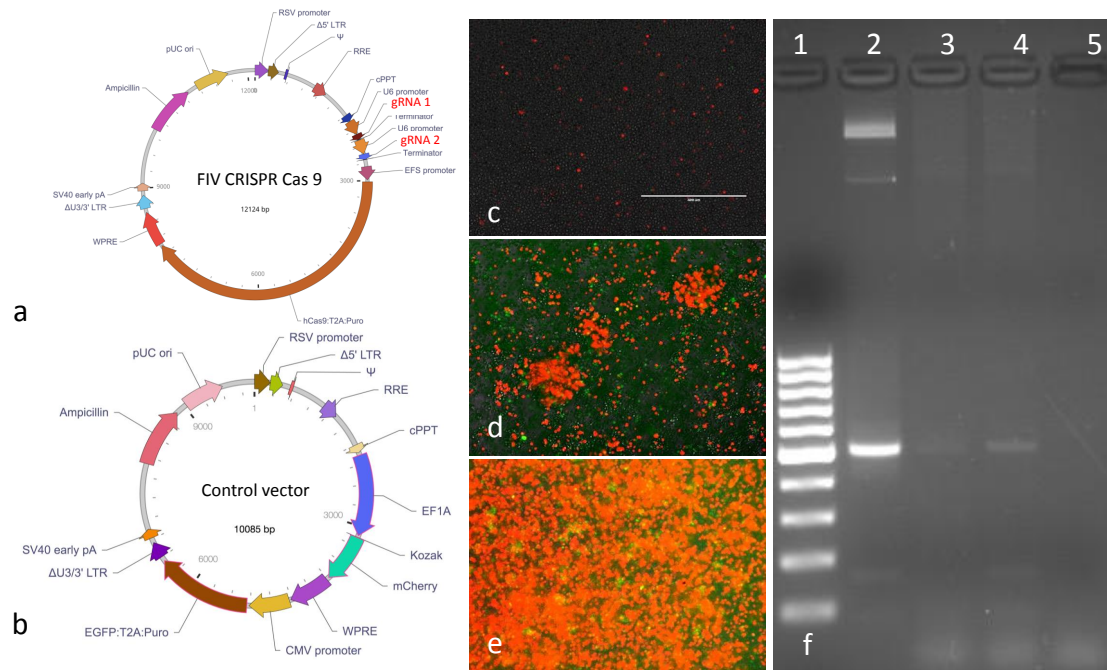 RSV promoter
Δ5' LTR
Ψ
RRE
cPPT
U6 promoter
gRNA 1
Terminator
U6 promoter
gRNA 2
Terminator
EFS promoter
hCas9:T2A:Puro
WPRE
ΔU3/3' LTR
SV40 early pA
Ampicillin
pUC ori
12000
3000
6000
9000
FIV CRISPR Cas 9
12124 bp
a
RSV promoter
Δ5' LTR
Ψ
RRE
cPPT
EF1A
Kozak
mCherry
WPRE
CMV promoter
EGFP:T2A:Puro
ΔU3/3' LTR
SV40 early pA
Ampicillin
pUC ori
1
3000
6000
9000
Control vector
10085 bp
b
c
d
e
1 2 3 4 5
f